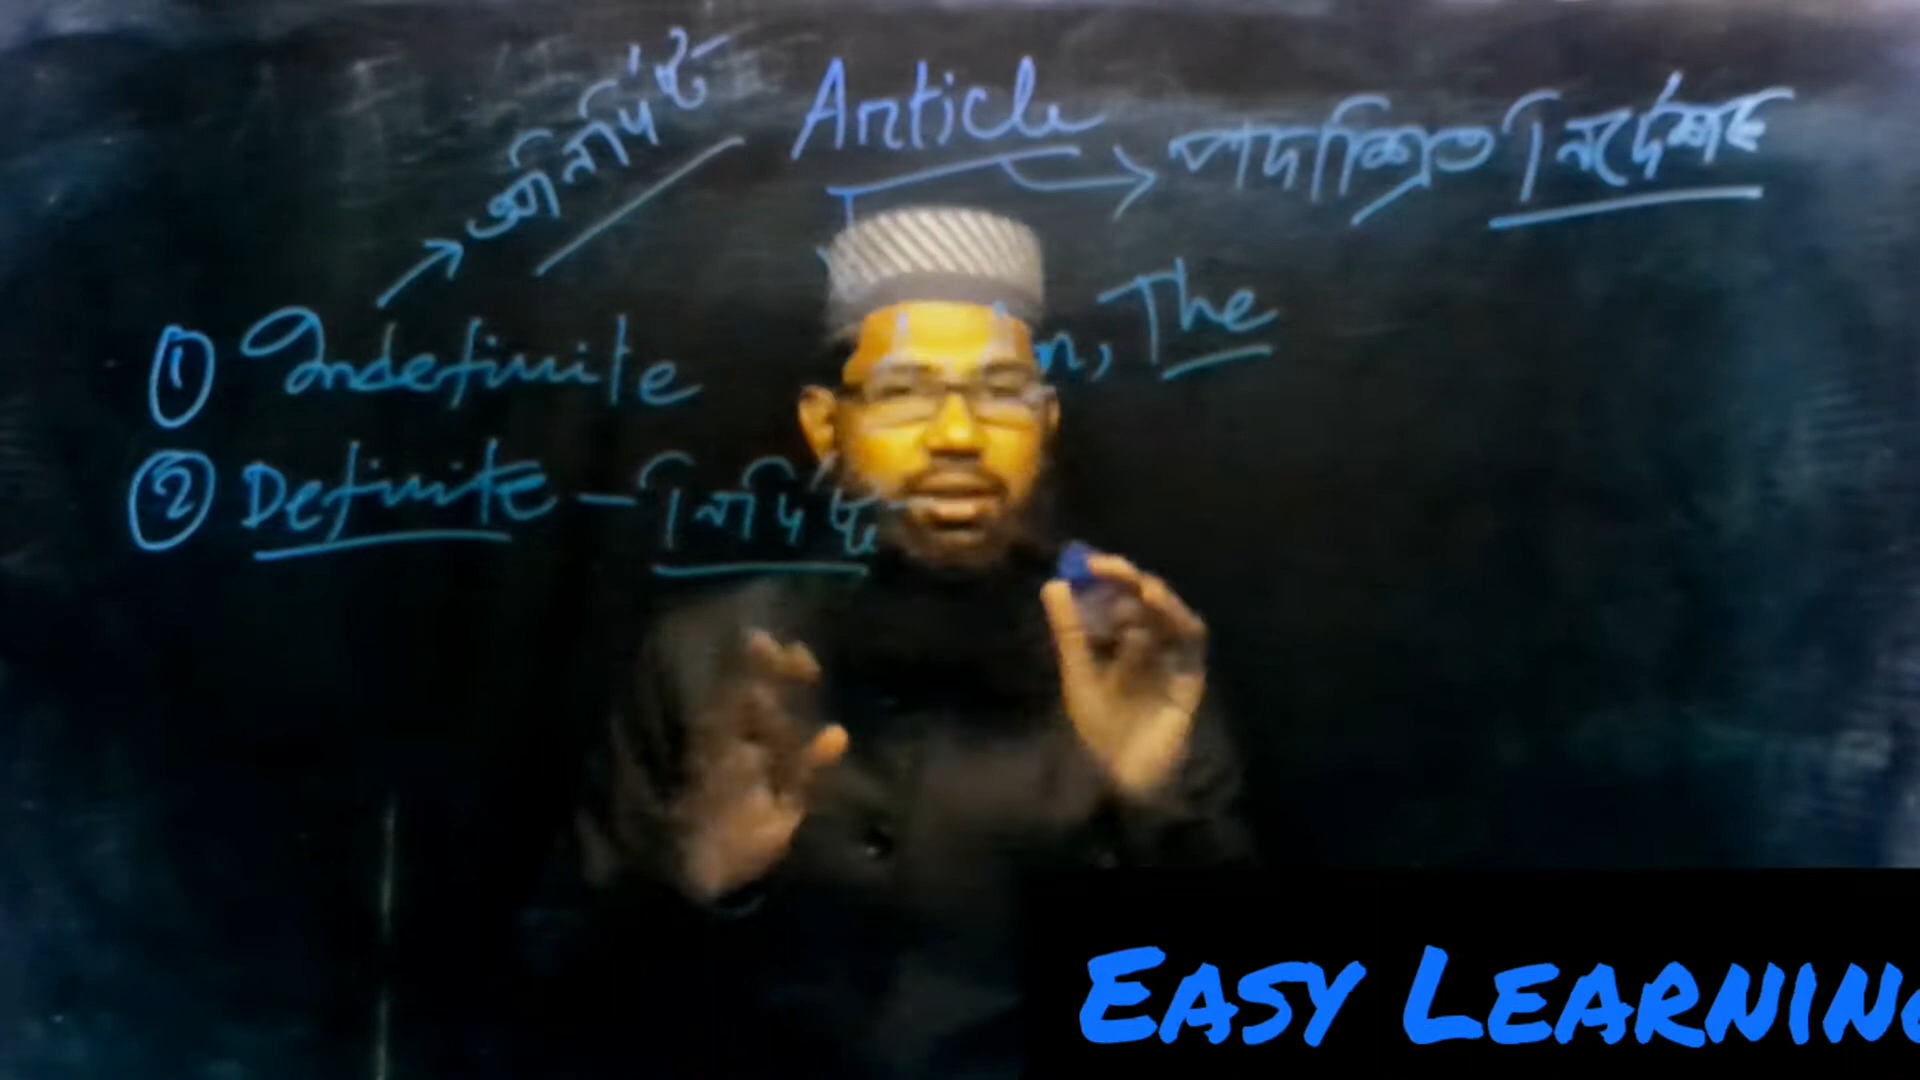 Article → পদাশ্রিত নির্দেশক
→ অনির্দিষ্ট
n, The
① Indefinite
② Definite - নির্দিষ্ট
EASY LEARNING